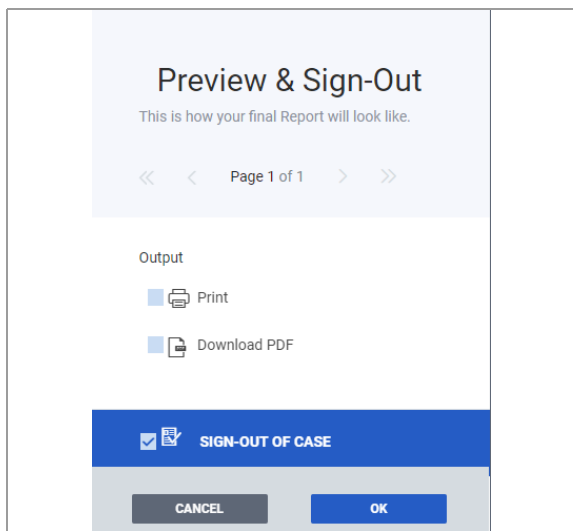 Preview & Sign-Out
This is how your final Report will look like.
Page 1 of 1
Output
Print
Download PDF
SIGN-OUT OF CASE
CANCEL OK